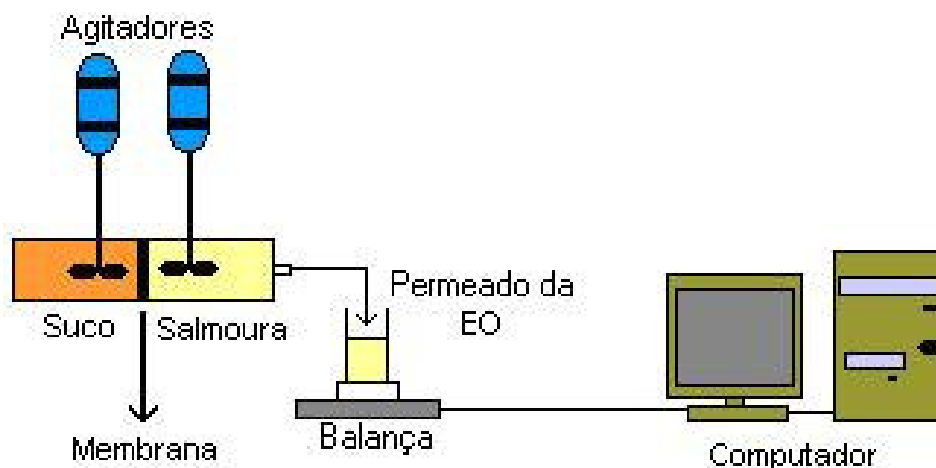 Agitadores
Suco
Salmoura
Permeado da
EO
Membrana
Balança
Computador